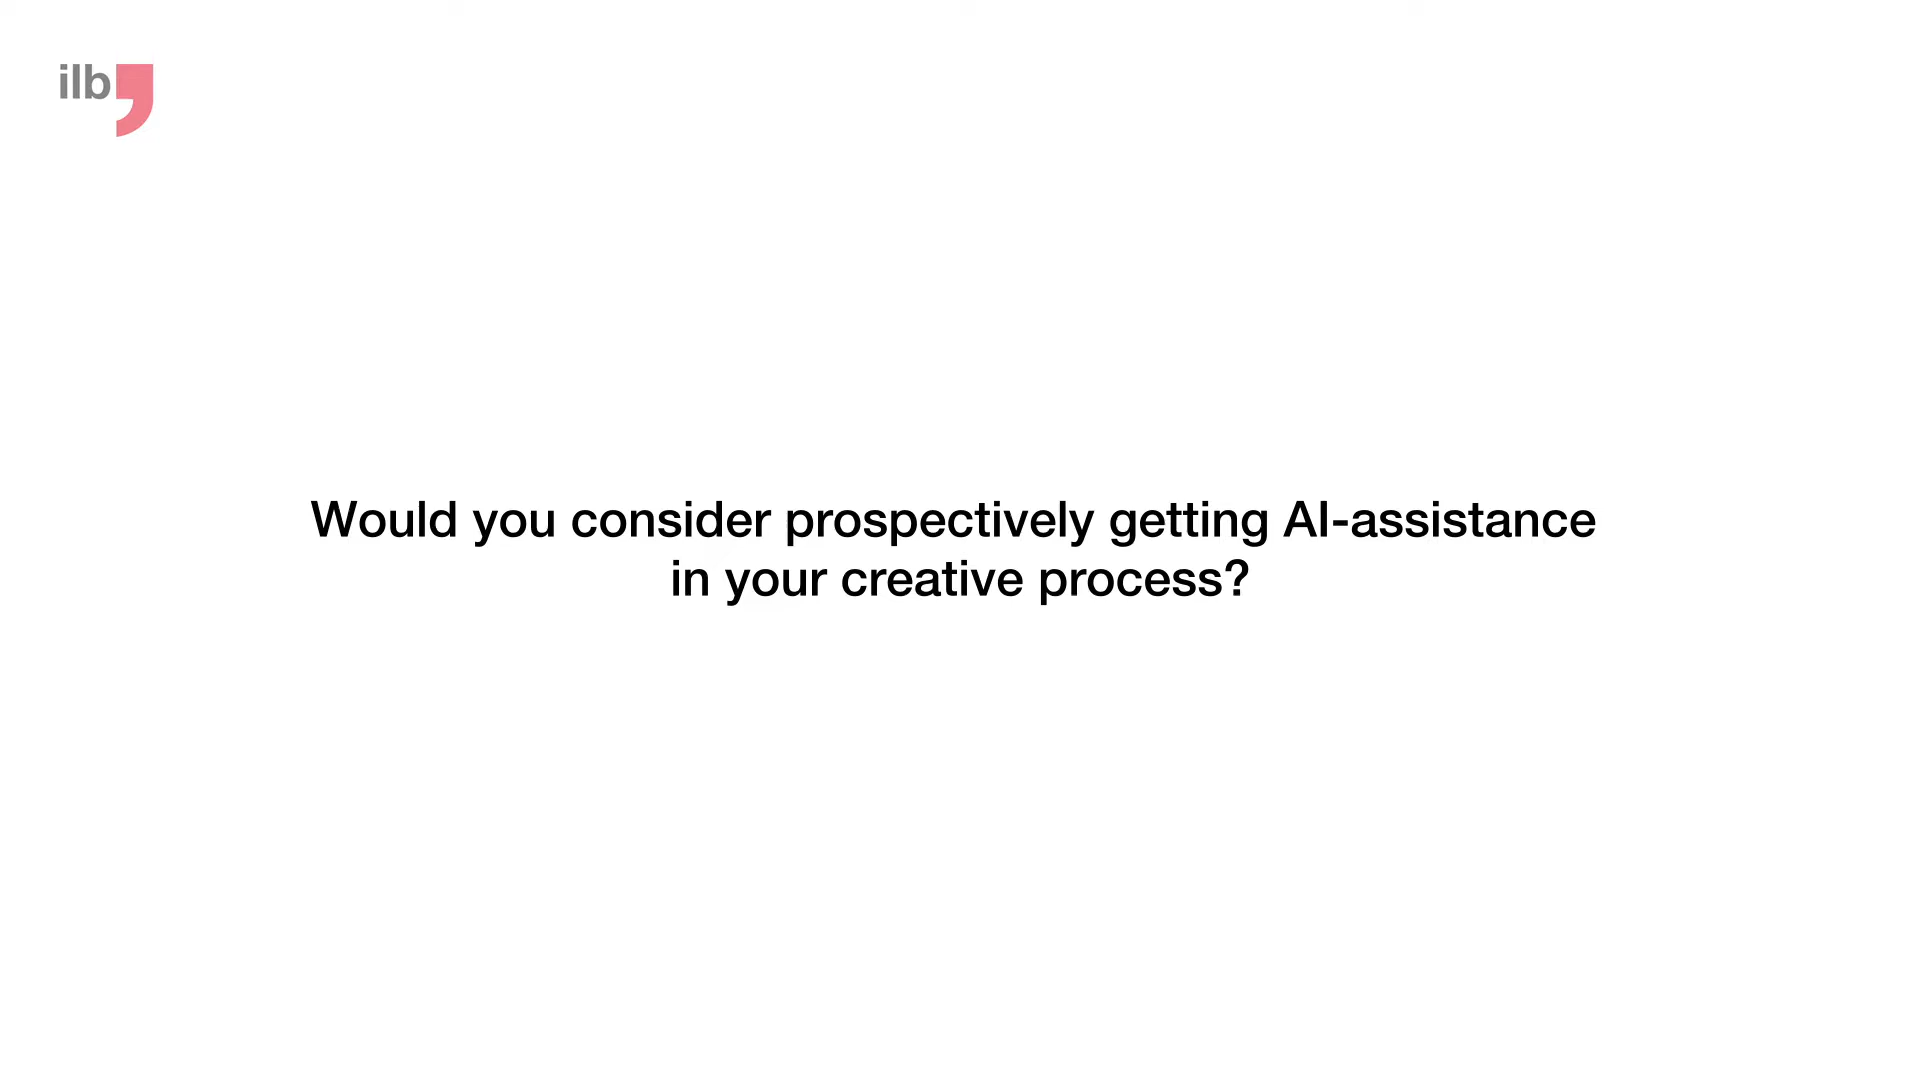 ilb
Would you consider prospectively getting AI-assistance
in your creative process?